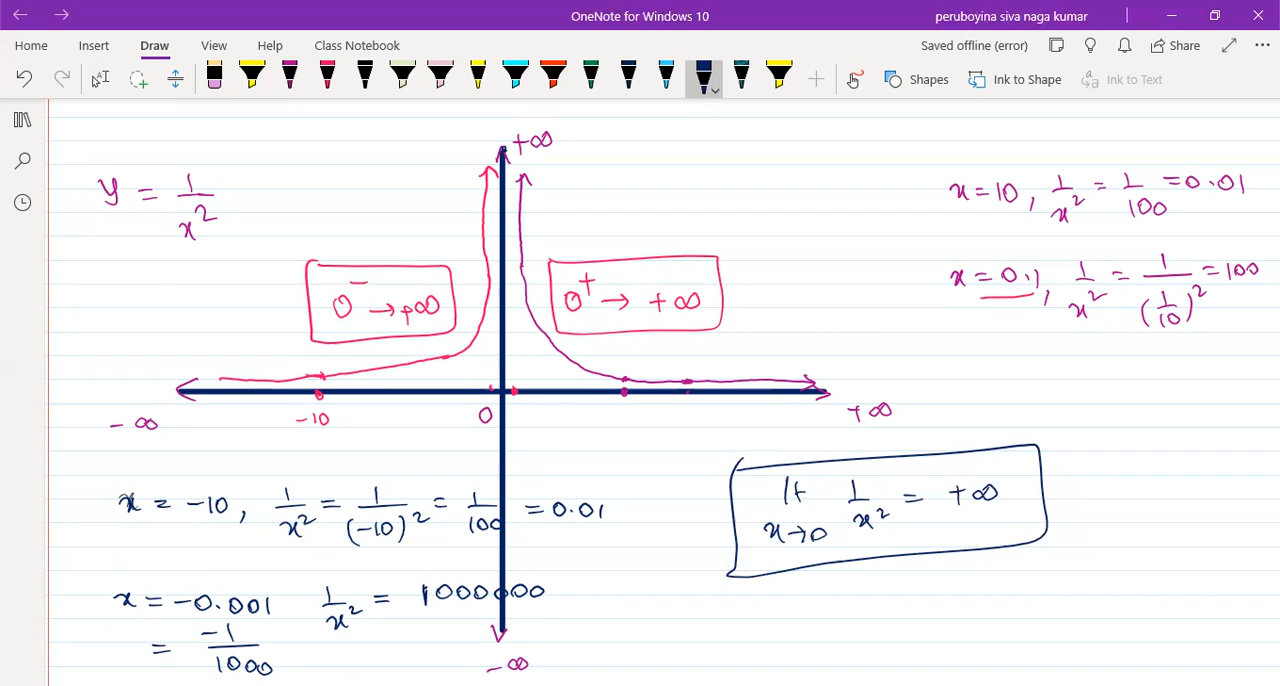 OneNote for Windows 10
peruboyina siva naga kumar
Home Insert Draw View Help Class Notebook
Saved offline (error)
Share
Shapes
Ink to Shape
Ink to Text
+∞
y = 1/x²
x = 10, 1/x² = 1/100 = 0.01
x = 0.1, 1/x² = 1/(1/10)² = 100
0⁻ → +∞
0⁺ → +∞
-10
0
-∞
+∞
x = -10, 1/x² = 1/(-10)² = 1/100 = 0.01
lt x→0 1/x² = +∞
x = -0.001 1/x² = 1000000
= -1/1000
-∞